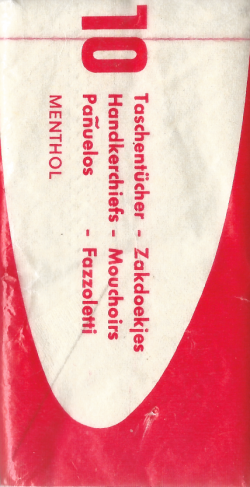 10
Taschentücher - Zakdoekjes
Handkerchiefs - Mouchoirs
Pañuelos - Fazzoletti
MENTHOL